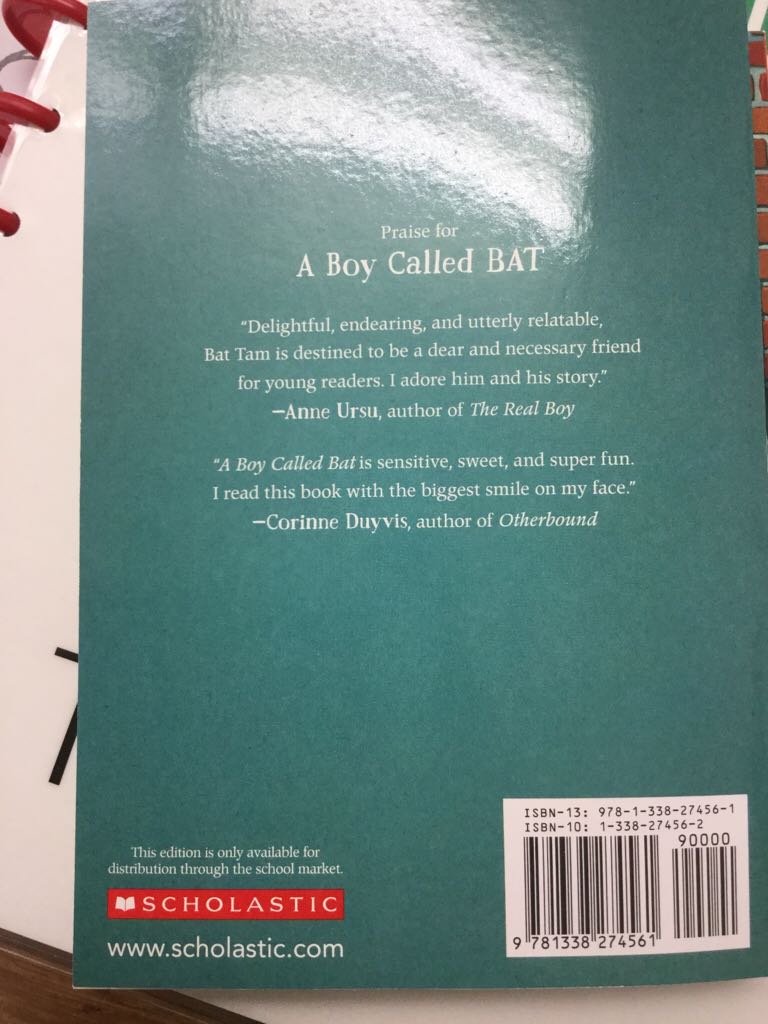 Praise for
A Boy Called BAT
“Delightful, endearing, and utterly relatable,
Bat Tam is destined to be a dear and necessary friend
for young readers. I adore him and his story.”
—Anne Ursu, author of The Real Boy
“A Boy Called Bat is sensitive, sweet, and super fun.
I read this book with the biggest smile on my face.”
—Corinne Duyvis, author of Otherbound
ISBN-13: 978-1-338-27456-1
ISBN-10: 1-338-27456-2
90000
9 781338 274561
This edition is only available for
distribution through the school market.
SCHOLASTIC
www.scholastic.com